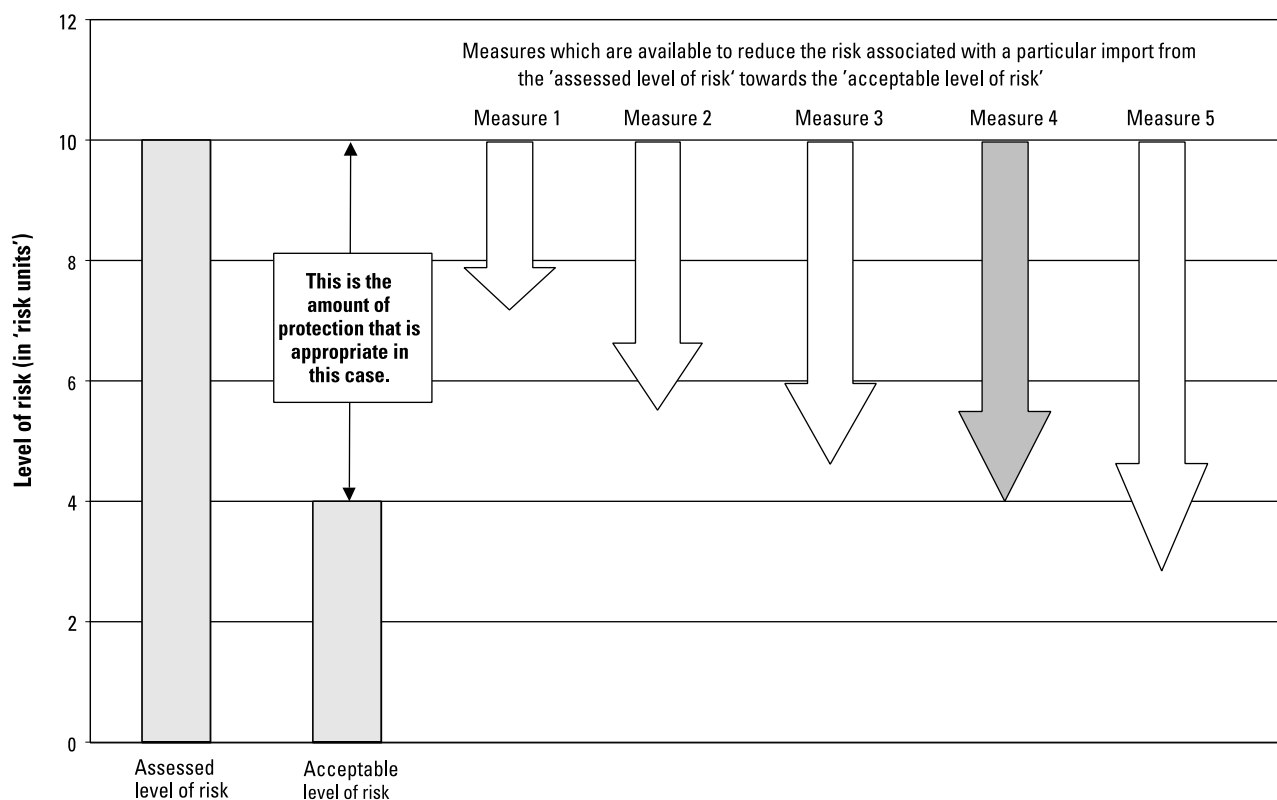 12
Measures which are available to reduce the risk associated with a particular import from
the 'assessed level of risk' towards the 'acceptable level of risk'
Measure 1
Measure 2
Measure 3
Measure 4
Measure 5
10
This is the
amount of
protection that is
appropriate in
this case.
8
6
4
2
0
Level of risk (in 'risk units')
Assessed
level of risk
Acceptable
level of risk